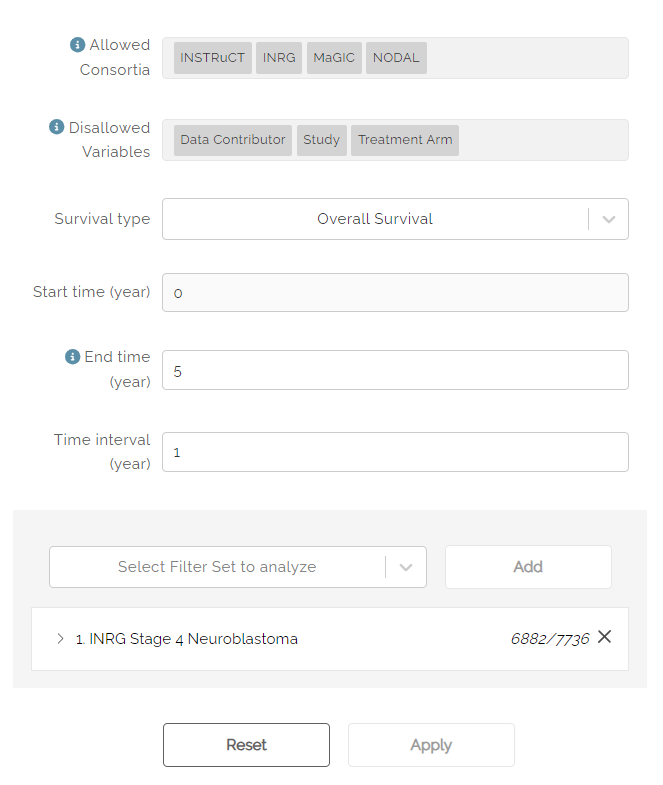 Allowed
Consortia
INSTRuCT INRG MaGIC NODAL
Disallowed
Variables
Data Contributor Study Treatment Arm
Survival type
Overall Survival
Start time (year)
0
End time
(year)
5
Time interval
(year)
1
Select Filter Set to analyze
Add
1. INRG Stage 4 Neuroblastoma
6882/7736
Reset
Apply